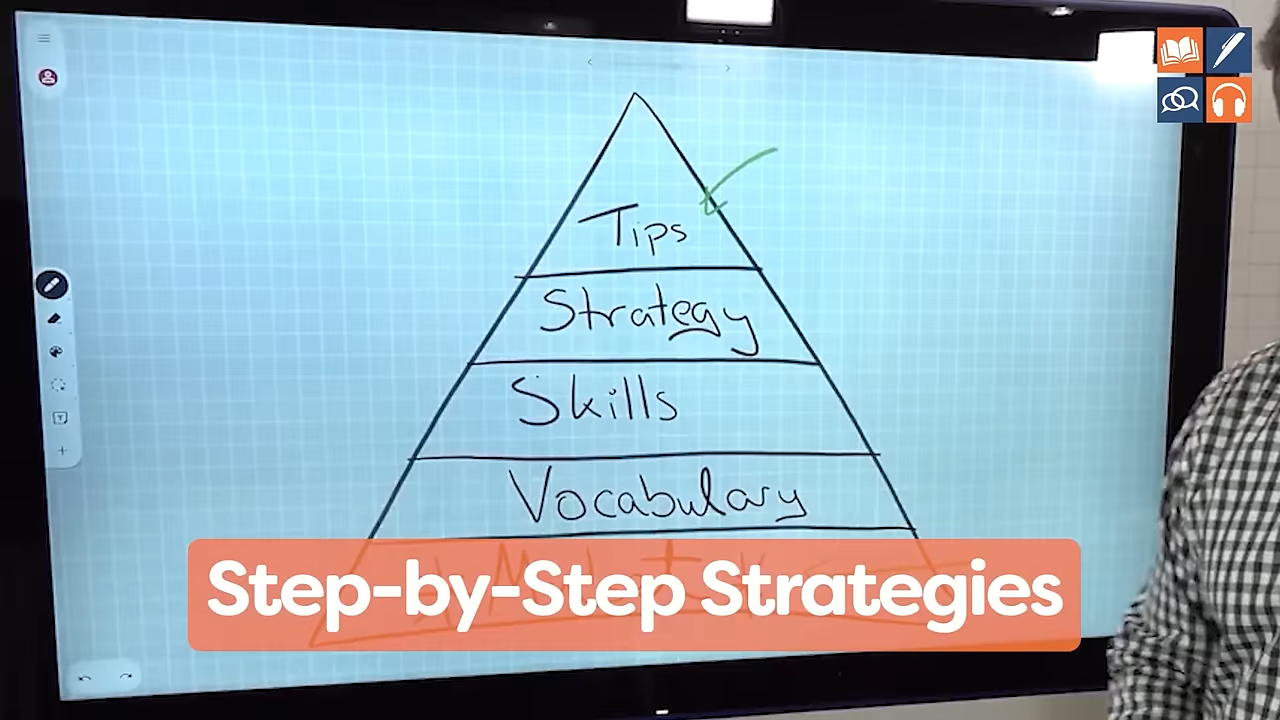 Tips
Strategy
Skills
Vocabulary
Step-by-Step Strategies